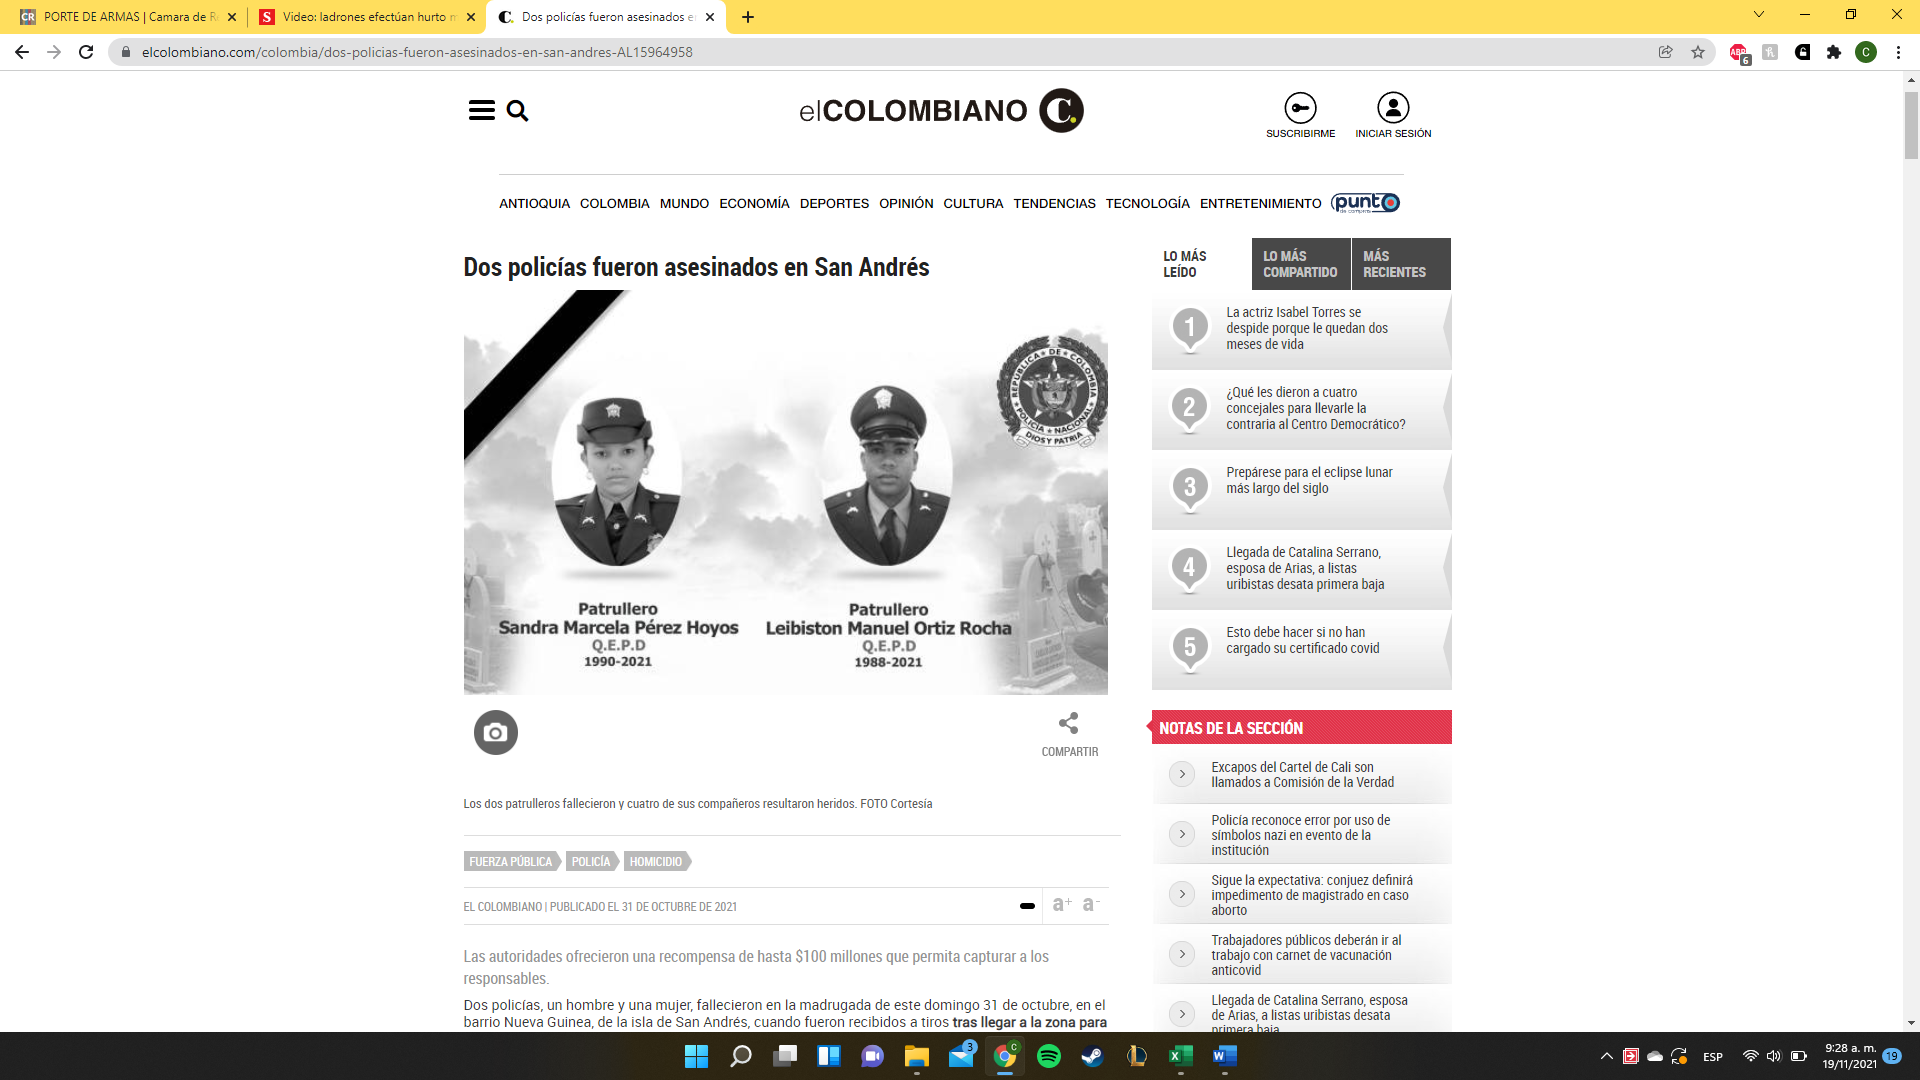 PORTE DE ARMAS | Camara de R
Video: ladrones efectúan hurto m
Dos policías fueron asesinados e
elcolombiano.com/colombia/dos-policias-fueron-asesinados-en-san-andres-AL15964958
ABP
6
C
elCOLOMBIANO C.
SUSCRIBIRME
INICIAR SESIÓN
ANTIOQUIA COLOMBIA MUNDO ECONOMÍA DEPORTES OPINIÓN CULTURA TENDENCIAS TECNOLOGÍA ENTRETENIMIENTO punto
de compras
Dos policías fueron asesinados en San Andrés
REPUBLICA DE COLOMBIA
POLICIA NACIONAL
DIOS Y PATRIA
Patrullero
Sandra Marcela Pérez Hoyos
Q.E.P.D
1990-2021
Patrullero
Leibiston Manuel Ortiz Rocha
Q.E.P.D
1988-2021
COMPARTIR
Los dos patrulleros fallecieron y cuatro de sus compañeros resultaron heridos. FOTO Cortesía
FUERZA PÚBLICA POLICÍA HOMICIDIO
EL COLOMBIANO | PUBLICADO EL 31 DE OCTUBRE DE 2021
a+ a-
Las autoridades ofrecieron una recompensa de hasta $100 millones que permita capturar a los
responsables.
Dos policías, un hombre y una mujer, fallecieron en la madrugada de este domingo 31 de octubre, en el
barrio Nueva Guinea, de la isla de San Andrés, cuando fueron recibidos a tiros tras llegar a la zona para
LO MÁS
LEÍDO
LO MÁS
COMPARTIDO
MÁS
RECIENTES
1
La actriz Isabel Torres se
despide porque le quedan dos
meses de vida
2
¿Qué les dieron a cuatro
concejales para llevarle la
contraria al Centro Democrático?
3
Prepárese para el eclipse lunar
más largo del siglo
4
Llegada de Catalina Serrano,
esposa de Arias, a listas
uribistas desata primera baja
5
Esto debe hacer si no han
cargado su certificado covid
NOTAS DE LA SECCIÓN
Excapos del Cartel de Cali son
llamados a Comisión de la Verdad
Policía reconoce error por uso de
símbolos nazi en evento de la
institución
Sigue la expectativa: conjuez definirá
impedimento de magistrado en caso
aborto
Trabajadores públicos deberán ir al
trabajo con carnet de vacunación
anticovid
Llegada de Catalina Serrano, esposa
de Arias, a listas uribistas desata
primera baja
3
C
ESP
9:28 a. m.
19/11/2021
19